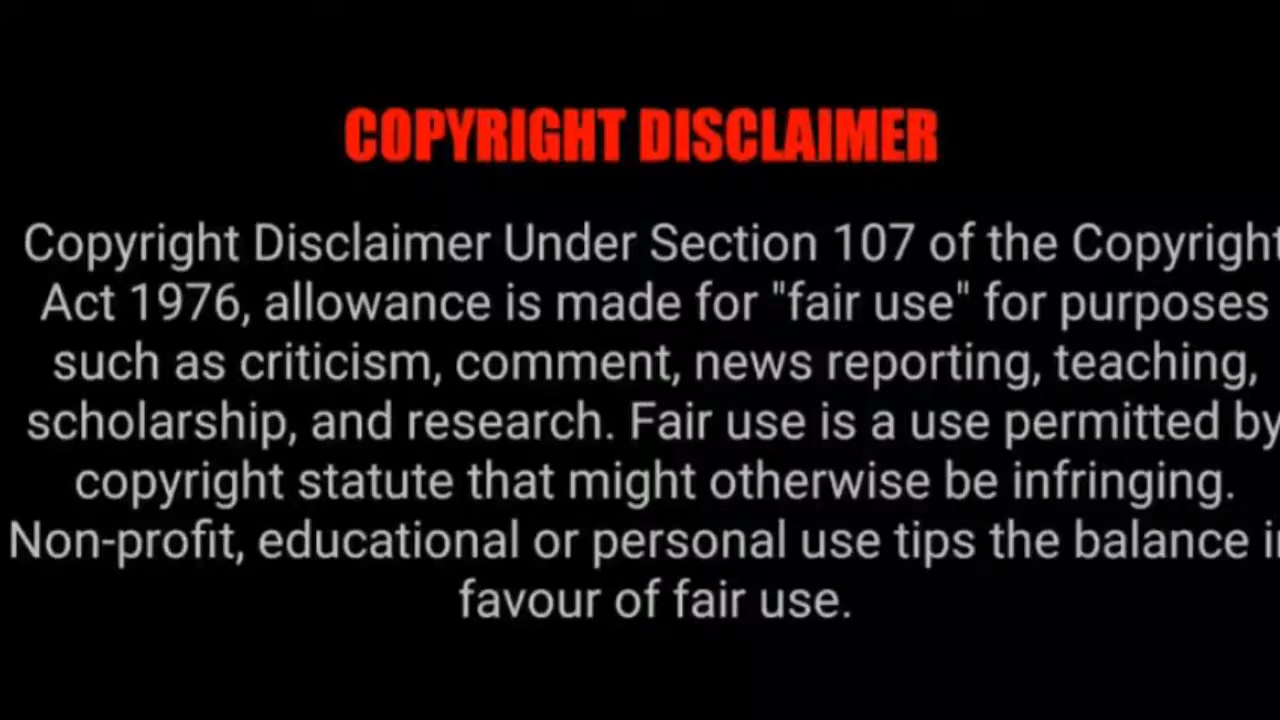 COPYRIGHT DISCLAIMER
Copyright Disclaimer Under Section 107 of the Copyright
Act 1976, allowance is made for "fair use" for purposes
such as criticism, comment, news reporting, teaching,
scholarship, and research. Fair use is a use permitted by
copyright statute that might otherwise be infringing.
Non-profit, educational or personal use tips the balance in
favour of fair use.